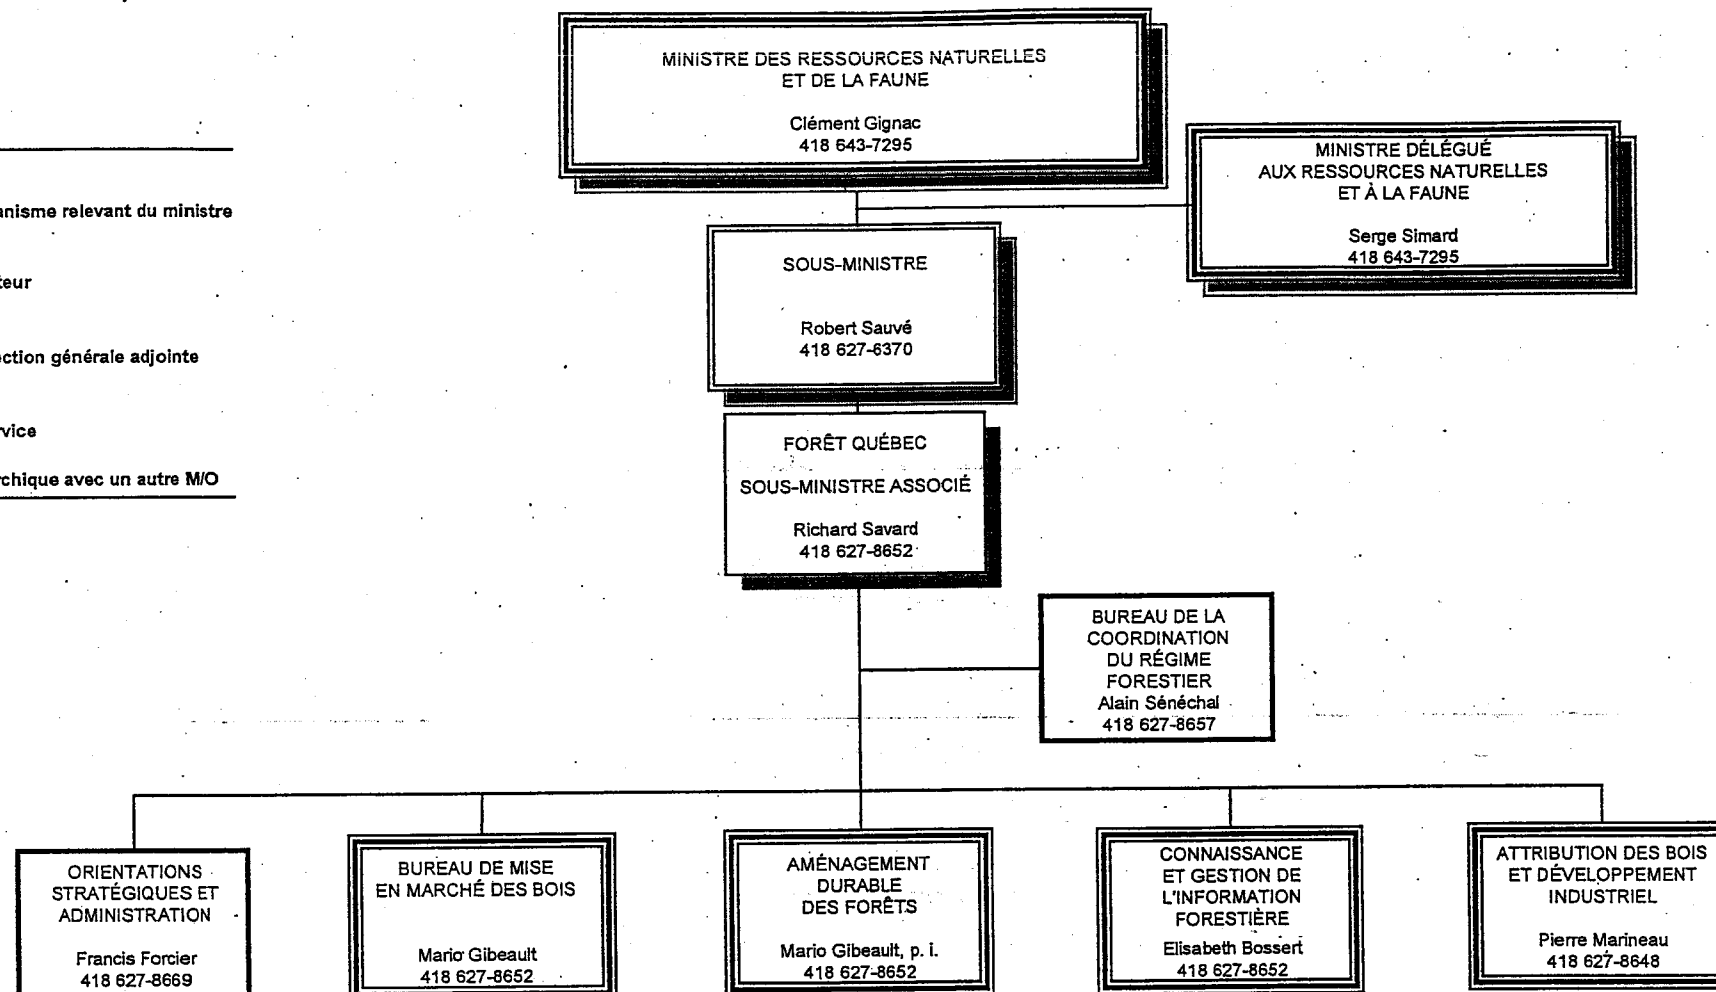 MINISTRE DES RESSOURCES NATURELLES
ET DE LA FAUNE
Clément Gignac
418 643-7295
MINISTRE DÉLÉGUÉ
AUX RESSOURCES NATURELLES
ET À LA FAUNE
Serge Simard
418 643-7295
anisme relevant du ministre
teur
ection générale adjointe
rvice
rchique avec un autre M/O
SOUS-MINISTRE
Robert Sauvé
418 627-6370
FORÊT QUÉBEC
SOUS-MINISTRE ASSOCIÉ
Richard Savard
418 627-8652
BUREAU DE LA
COORDINATION
DU RÉGIME
FORESTIER
Alain Sénéchal
418 627-8657
ORIENTATIONS
STRATÉGIQUES ET
ADMINISTRATION
Francis Forcier
418 627-8669
BUREAU DE MISE
EN MARCHÉ DES BOIS
Mario Gibeault
418 627-8652
AMÉNAGEMENT
DURABLE
DES FORÊTS
Mario Gibeault, p. i.
418 627-8652
CONNAISSANCE
ET GESTION DE
L'INFORMATION
FORESTIÈRE
Elisabeth Bossert
418 627-8652
ATTRIBUTION DES BOIS
ET DÉVELOPPEMENT
INDUSTRIEL
Pierre Marineau
418 627-8648